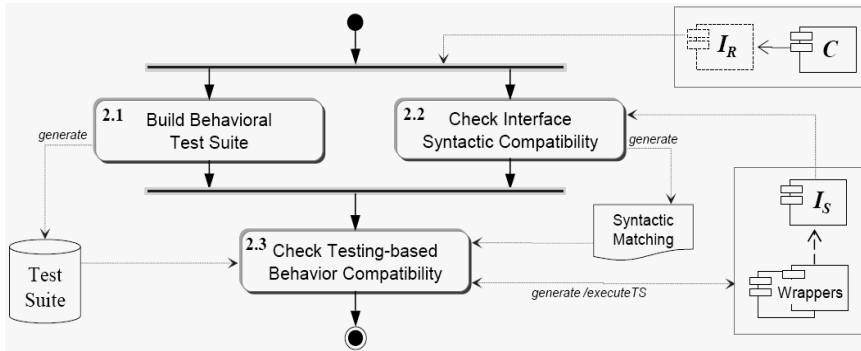 I_R
C
2.1
Build Behavioral
Test Suite
2.2
Check Interface
Syntactic Compatibility
generate
generate
I_S
Syntactic
Matching
2.3
Check Testing-based
Behavior Compatibility
Test
Suite
Wrappers
generate /executeTS